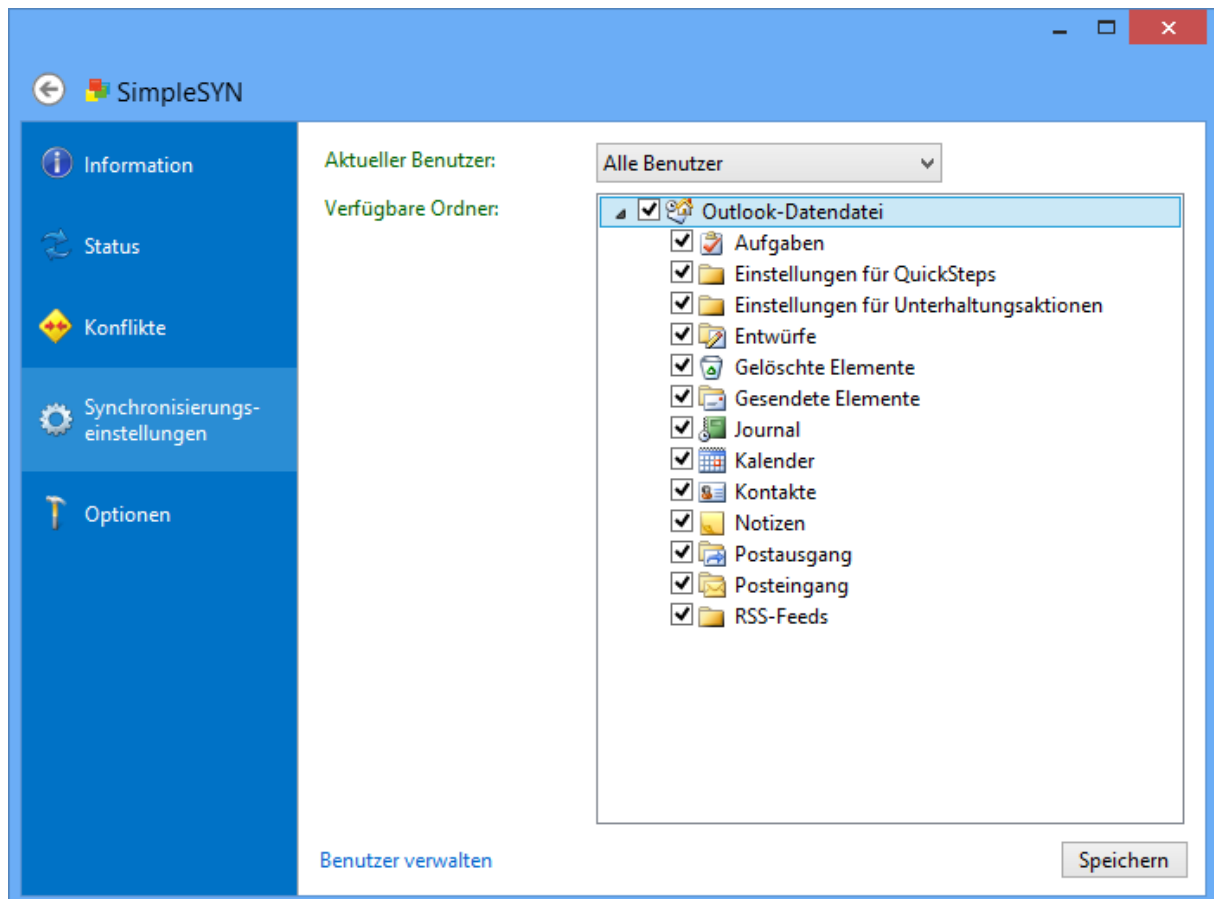 SimpleSYN
Information
Status
Konflikte
Synchronisierungs-
einstellungen
Optionen
Aktueller Benutzer:
Alle Benutzer
Verfügbare Ordner:
Outlook-Datendatei
Aufgaben
Einstellungen für QuickSteps
Einstellungen für Unterhaltungsaktionen
Entwürfe
Gelöschte Elemente
Gesendete Elemente
Journal
Kalender
Kontakte
Notizen
Postausgang
Posteingang
RSS-Feeds
Benutzer verwalten
Speichern